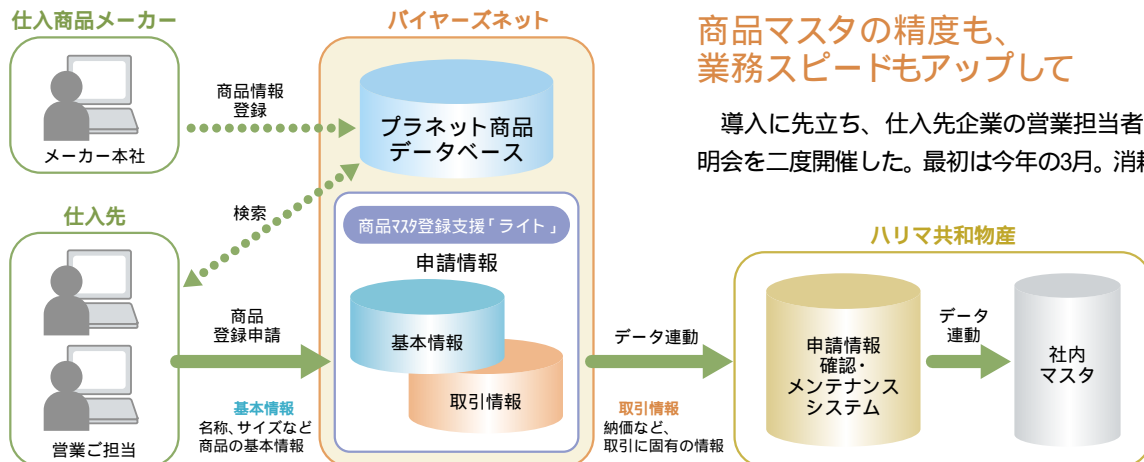 仕入商品メーカー
メーカー本社
商品情報
登録
バイヤーズネット
プラネット商品
データベース
商品マスタの精度も、
業務スピードもアップして
導入に先立ち、仕入先企業の営業担当者
明会を二度開催した。最初は今年の3月。消耗
検索
仕入先
営業ご担当
商品
登録申請
基本情報
名称、サイズなど
商品の基本情報
商品マスタ登録支援「ライト」
申請情報
基本情報
取引情報
データ連動
取引情報
納価など、
取引に固有の情報
ハリマ共和物産
申請情報
確認・
メンテナンス
システム
データ
連動
社内
マスタ